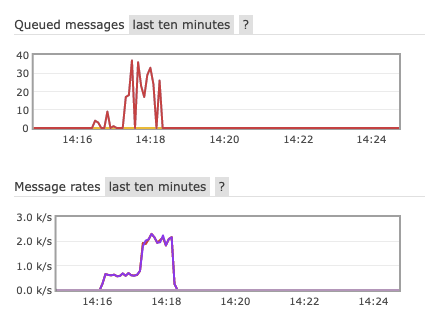 Queued messages last ten minutes ?
40
30
20
10
0
14:16 14:18 14:20 14:22 14:24
Message rates last ten minutes ?
3.0 k/s
2.0 k/s
1.0 k/s
0.0 k/s
14:16 14:18 14:20 14:22 14:24